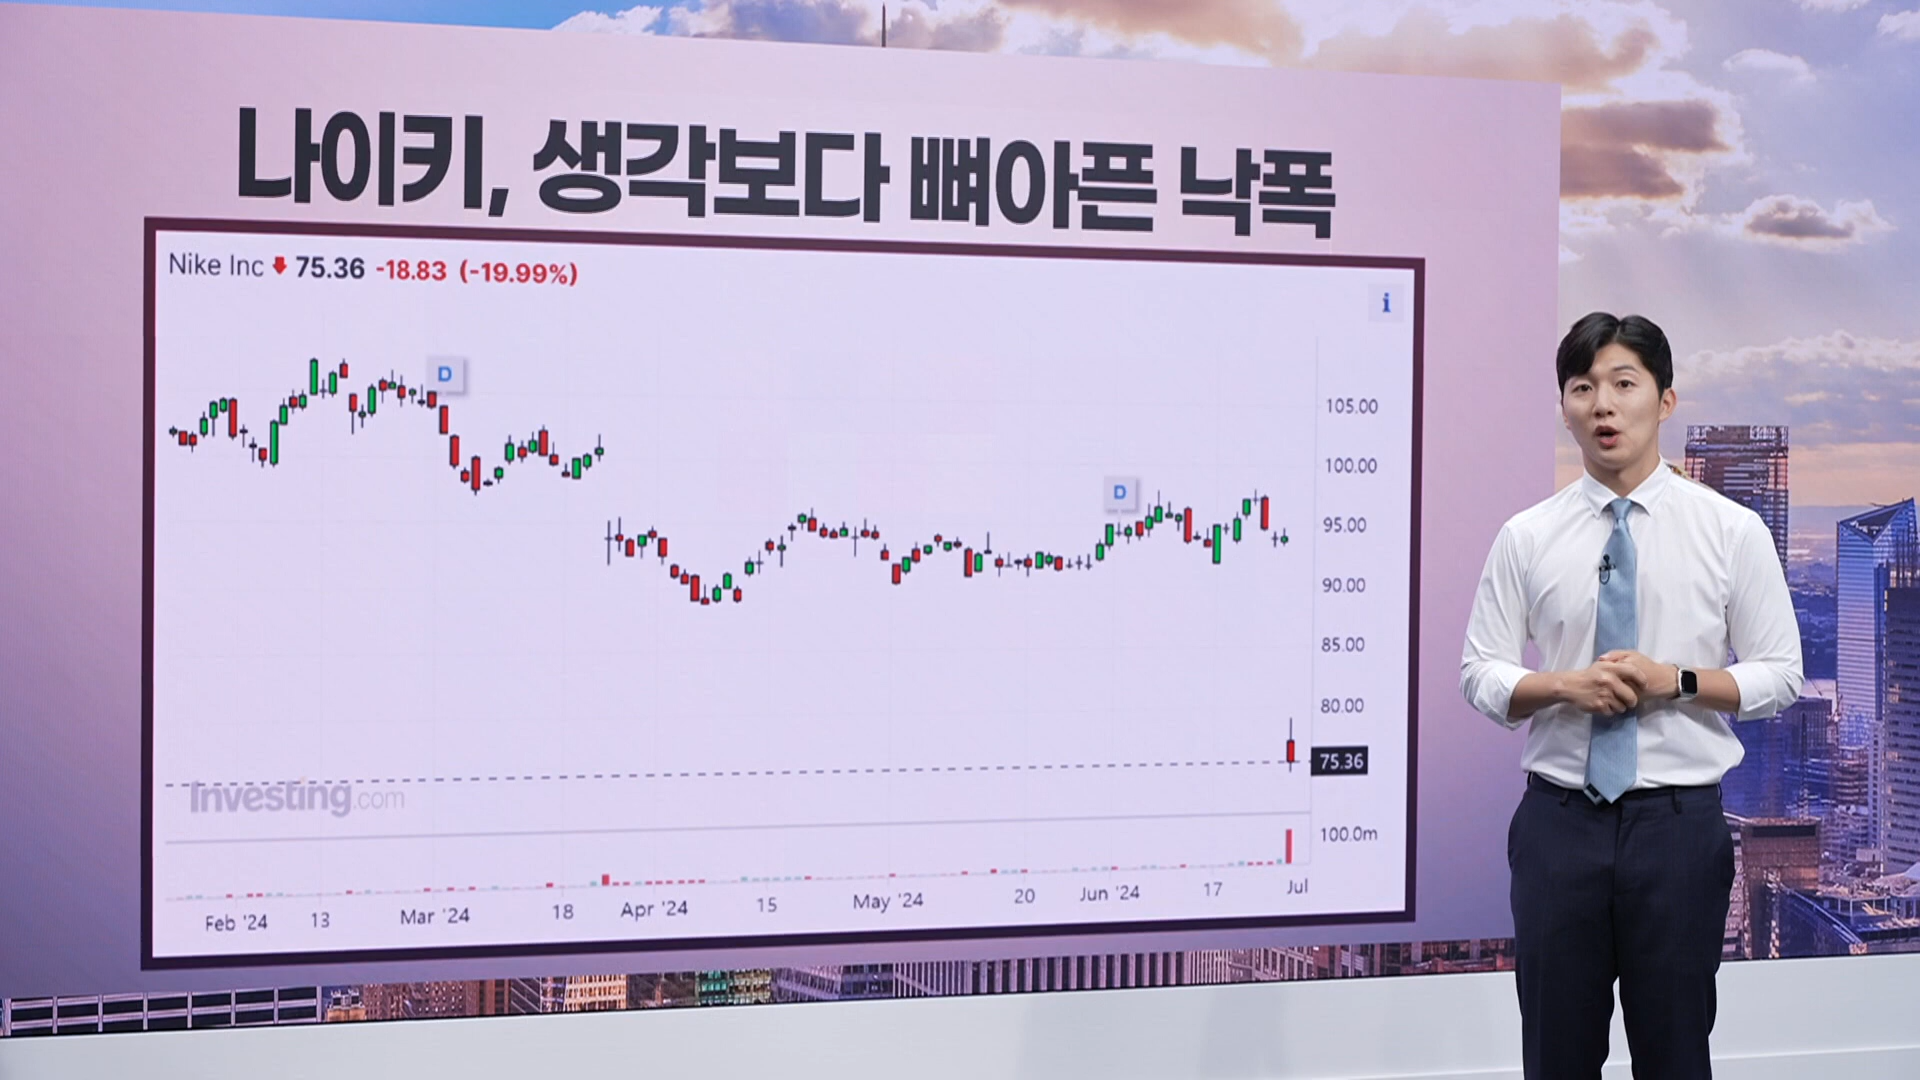 나이키, 생각보다 뼈아픈 낙폭
Nike Inc 75.36 -18.83 (-19.99%)
i
D
D
105.00
100.00
95.00
90.00
85.00
80.00
75.36
Investing.com
100.0m
Feb '24 13 Mar '24 18 Apr '24 15 May '24 20 Jun '24 17 Jul